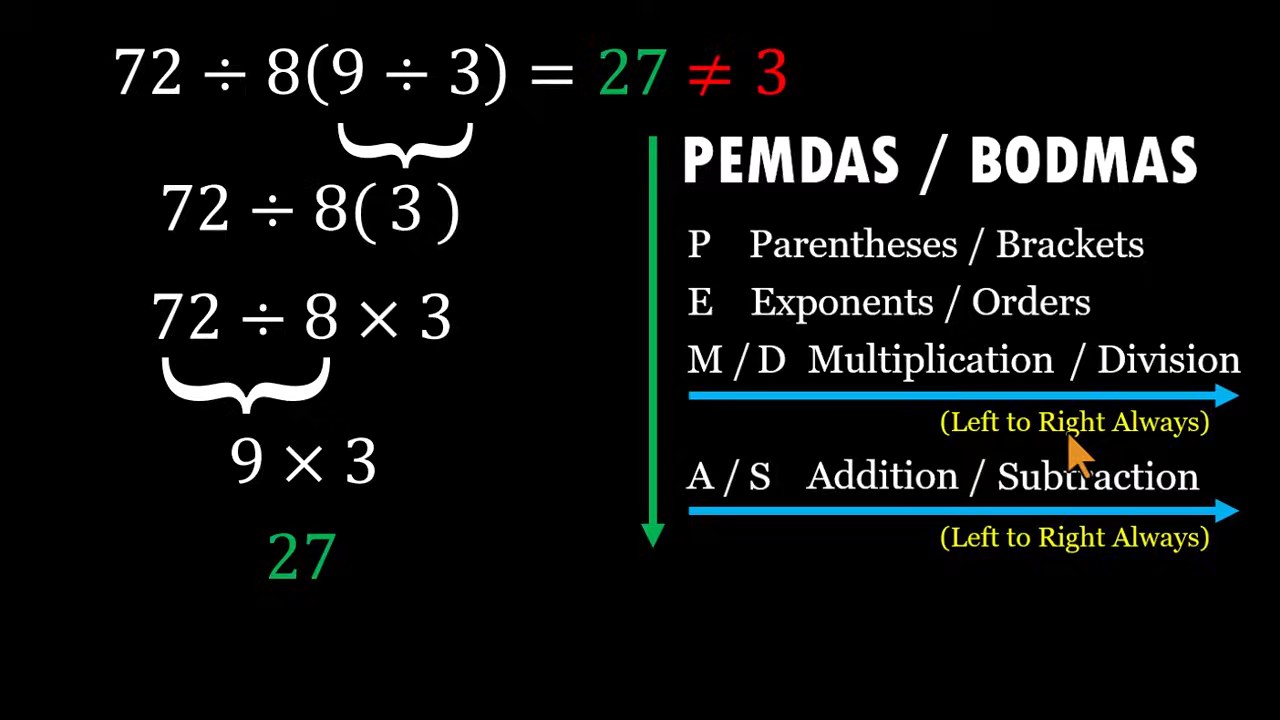 72 ÷ 8(9 ÷ 3) = 27 ≠ 3
72 ÷ 8( 3 )
72 ÷ 8 × 3
9 × 3
27
PEMDAS / BODMAS
P Parentheses / Brackets
E Exponents / Orders
M / D Multiplication / Division
(Left to Right Always)
A / S Addition / Subtraction
(Left to Right Always)